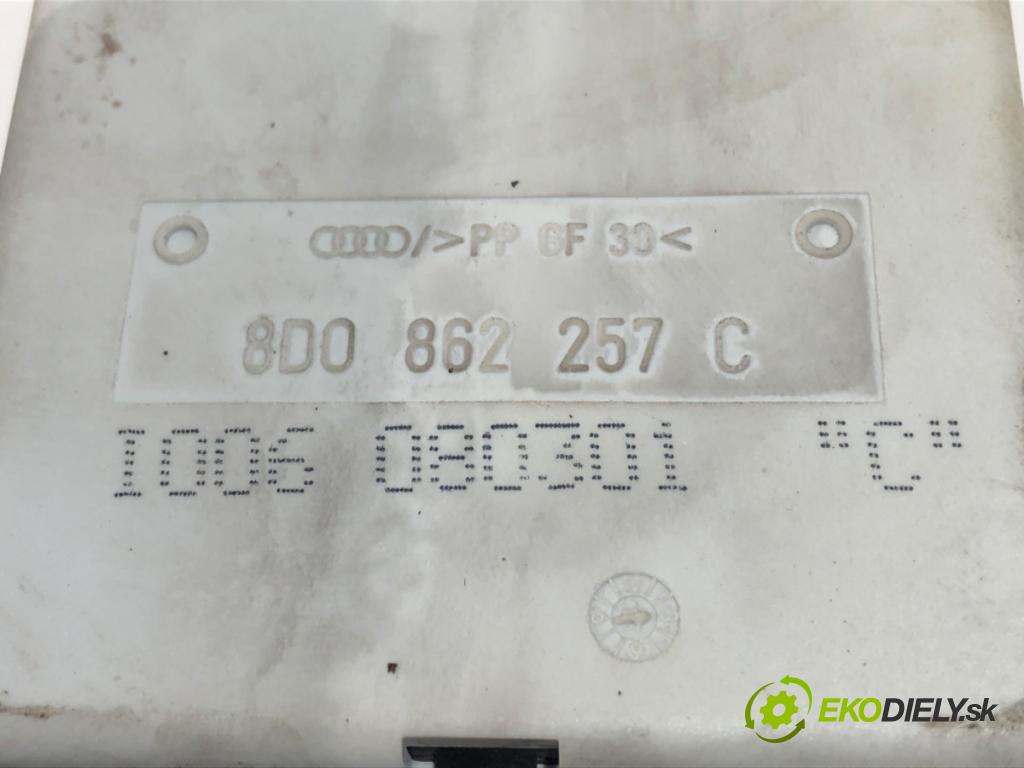 />PP GF 30<
8D0 862 257 C
1006 080301 "C"
EKODIELY.sk